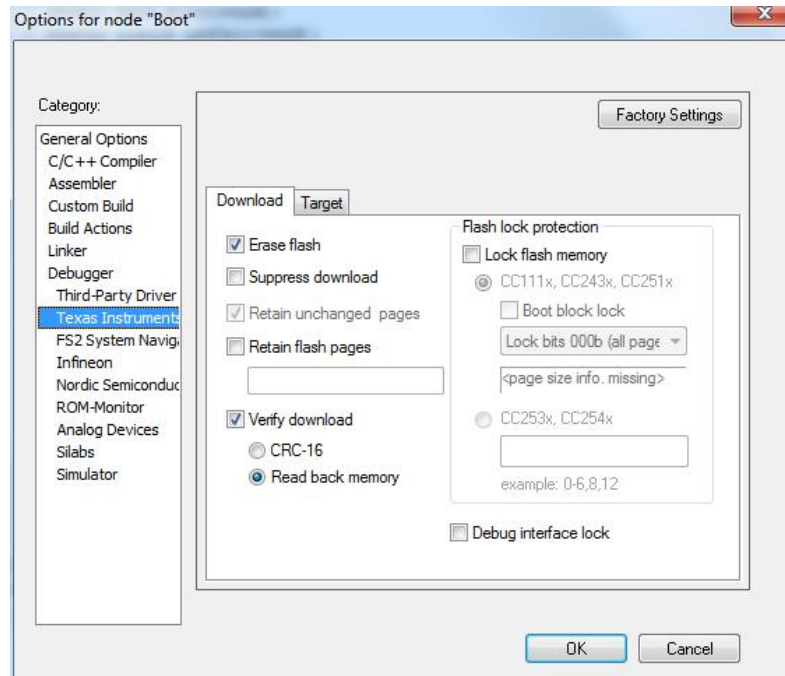 Options for node "Boot"
Category:
General Options
C/C++ Compiler
Assembler
Custom Build
Build Actions
Linker
Debugger
Third-Party Driver
Texas Instruments
FS2 System Naviga
Infineon
Nordic Semiconduc
ROM-Monitor
Analog Devices
Silabs
Simulator
Factory Settings
Download
Target
Erase flash
Suppress download
Retain unchanged pages
Retain flash pages
Verify download
CRC-16
Read back memory
Flash lock protection
Lock flash memory
CC111x, CC243x, CC251x
Boot block lock
Lock bits 000b (all page
<page size info. missing>
CC253x, CC254x
example: 0-6,8,12
Debug interface lock
OK
Cancel